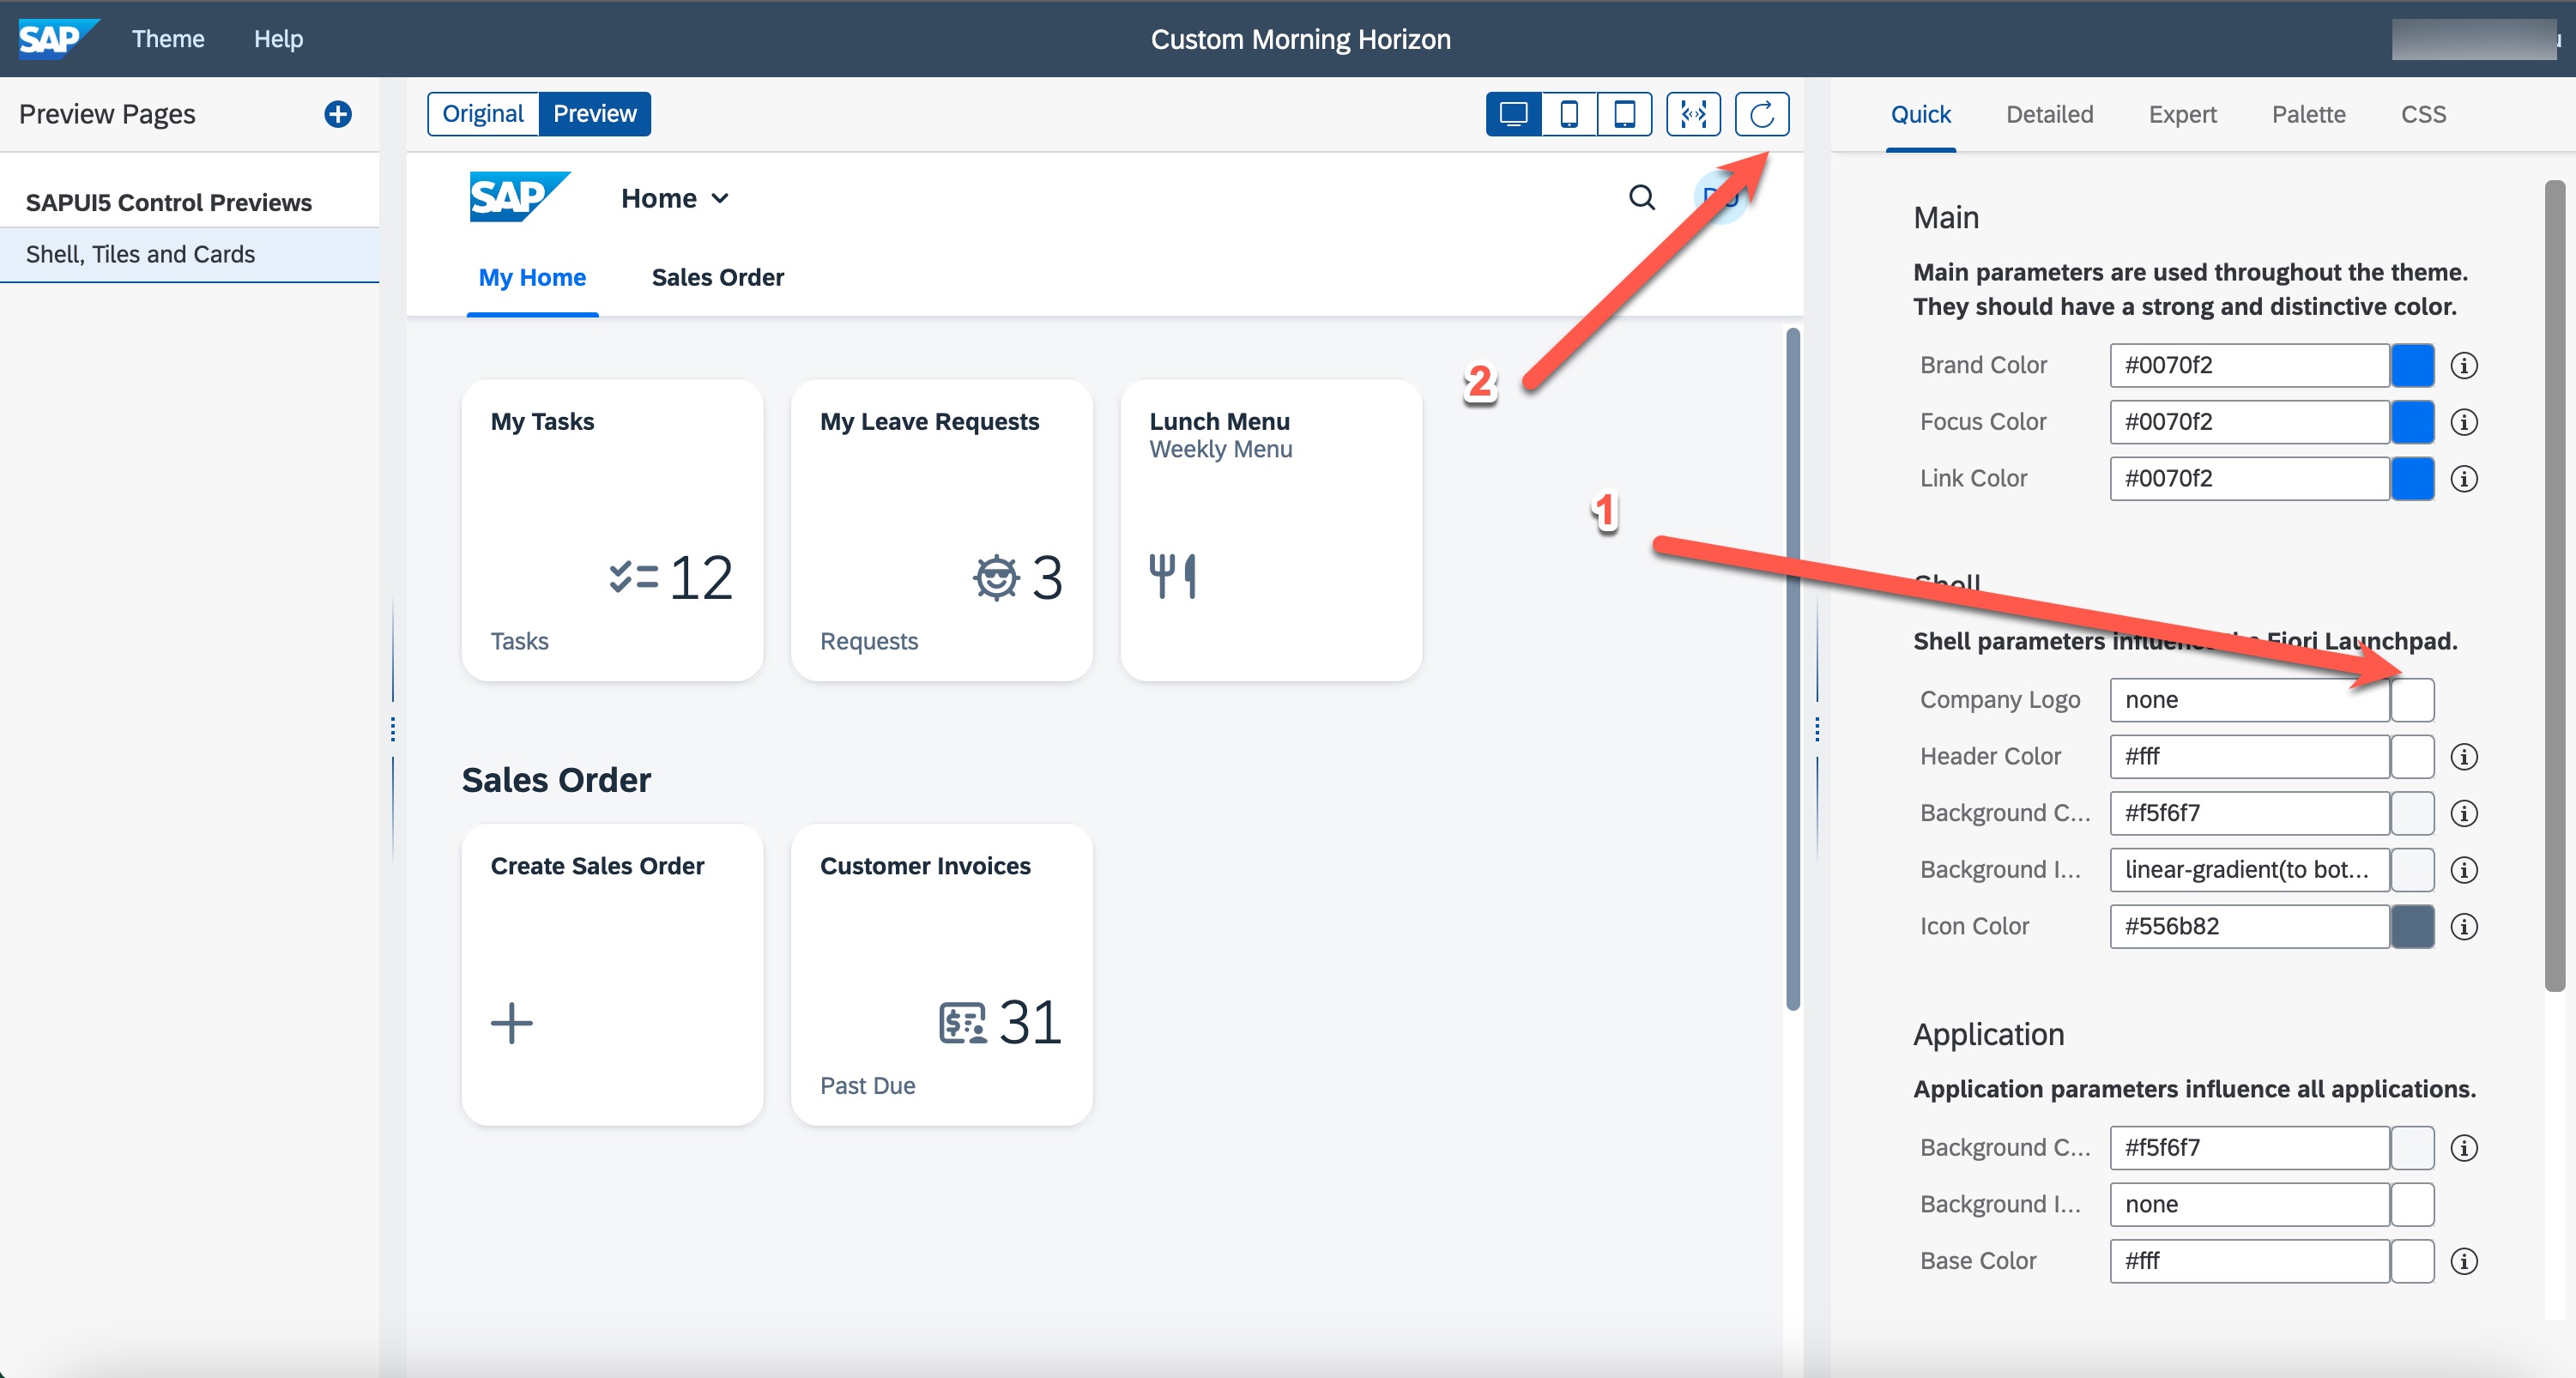 SAP Theme Help Custom Morning Horizon
Preview Pages
SAPUI5 Control Previews
Shell, Tiles and Cards
Original Preview
SAP Home
My Home Sales Order
My Tasks
12
Tasks
My Leave Requests
3
Requests
Lunch Menu
Weekly Menu
Sales Order
Create Sales Order
Customer Invoices
31
Past Due
2
1
Quick Detailed Expert Palette CSS
Main
Main parameters are used throughout the theme.
They should have a strong and distinctive color.
Brand Color #0070f2
Focus Color #0070f2
Link Color #0070f2
Shell
Shell parameters influence the Fiori Launchpad.
Company Logo none
Header Color #fff
Background C... #f5f6f7
Background I... linear-gradient(to bot...
Icon Color #556b82
Application
Application parameters influence all applications.
Background C... #f5f6f7
Background I... none
Base Color #fff